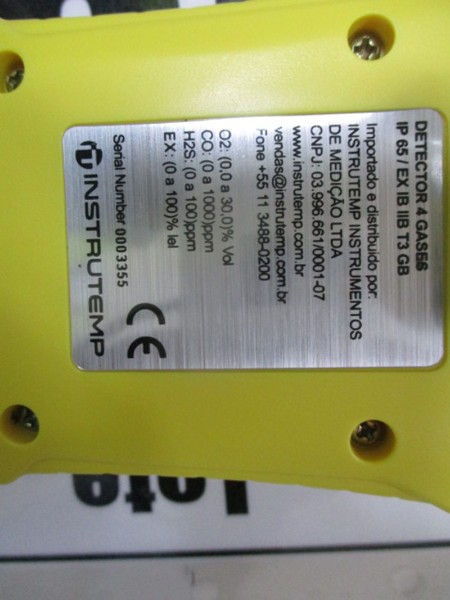 DETECTOR 4 GASES
IP 65 / EX IB IIB T3 GB
Importado e distribuido por:
INSTRUTEMP INSTRUMENTOS
DE MEDIÇÃO LTDA
CNPJ: 03.996.661/0001-07
www.instrutemp.com.br
vendas@instrutemp.com.br
Fone +55 11 3488-0200
O2: (0,0 a 30,0)% Vol
CO: (0 a 1000)ppm
H2S: (0 a 100)ppm
EX: (0 a 100)% lel
CE
Serial Number 0003355
INSTRUTEMP